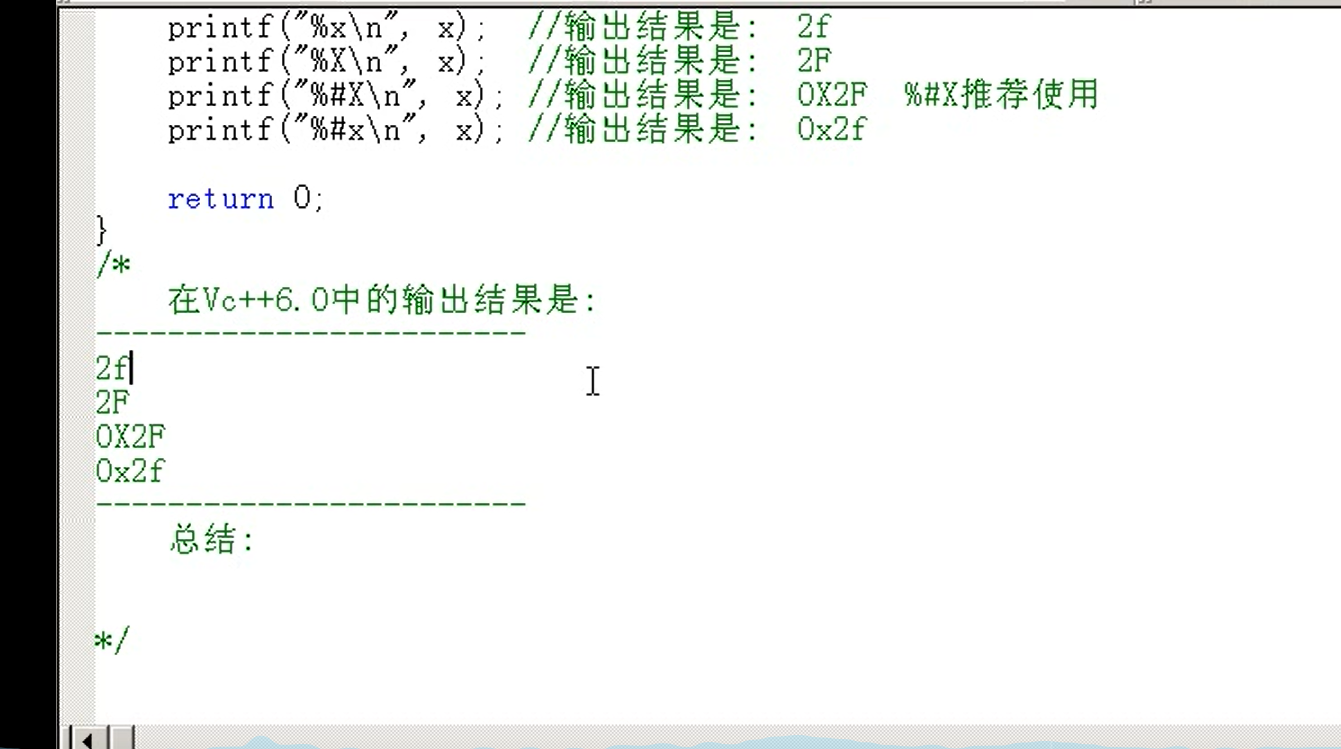 printf("%x\n", x);  //输出结果是:  2f
printf("%X\n", x);  //输出结果是:  2F
printf("%#X\n", x); //输出结果是:  0X2F  %#X推荐使用
printf("%#x\n", x); //输出结果是:  0x2f
return 0;
}
/*
在Vc++6.0中的输出结果是:
------------------------
2f
2F
0X2F
0x2f
------------------------
总结:
*/